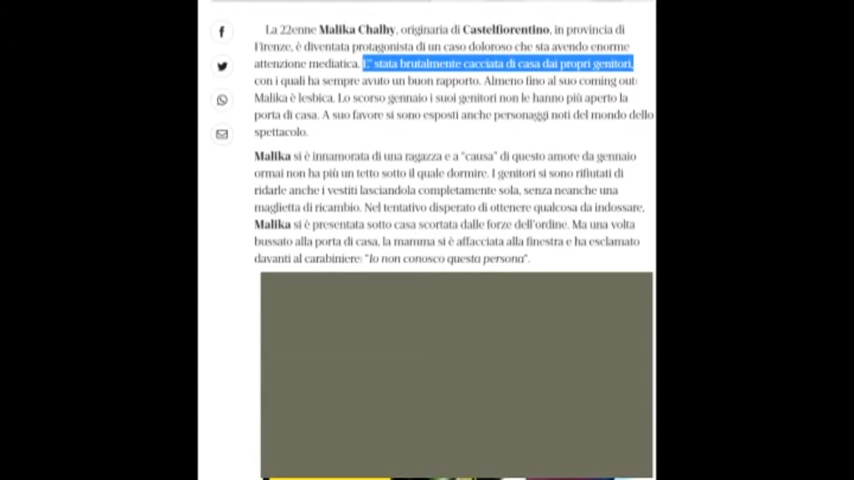 La 22enne Malika Chalhy, originaria di Castelfiorentino, in provincia di
Firenze, è diventata protagonista di un caso doloroso che sta avendo enorme
attenzione mediatica. E' stata brutalmente cacciata di casa dai propri genitori,
con i quali ha sempre avuto un buon rapporto. Almeno fino al suo coming out:
Malika è lesbica. Lo scorso gennaio i suoi genitori non le hanno più aperto la
porta di casa. A suo favore si sono esposti anche personaggi noti del mondo dello
spettacolo.
Malika si è innamorata di una ragazza e a "causa" di questo amore da gennaio
ormai non ha più un tetto sotto il quale dormire. I genitori si sono rifiutati di
ridarle anche i vestiti lasciandola completamente sola, senza neanche una
maglietta di ricambio. Nel tentativo disperato di ottenere qualcosa da indossare,
Malika si è presentata sotto casa scortata dalle forze dell'ordine. Ma una volta
bussato alla porta di casa, la mamma si è affacciata alla finestra e ha esclamato
davanti al carabiniere: "Io non conosco questa persona".